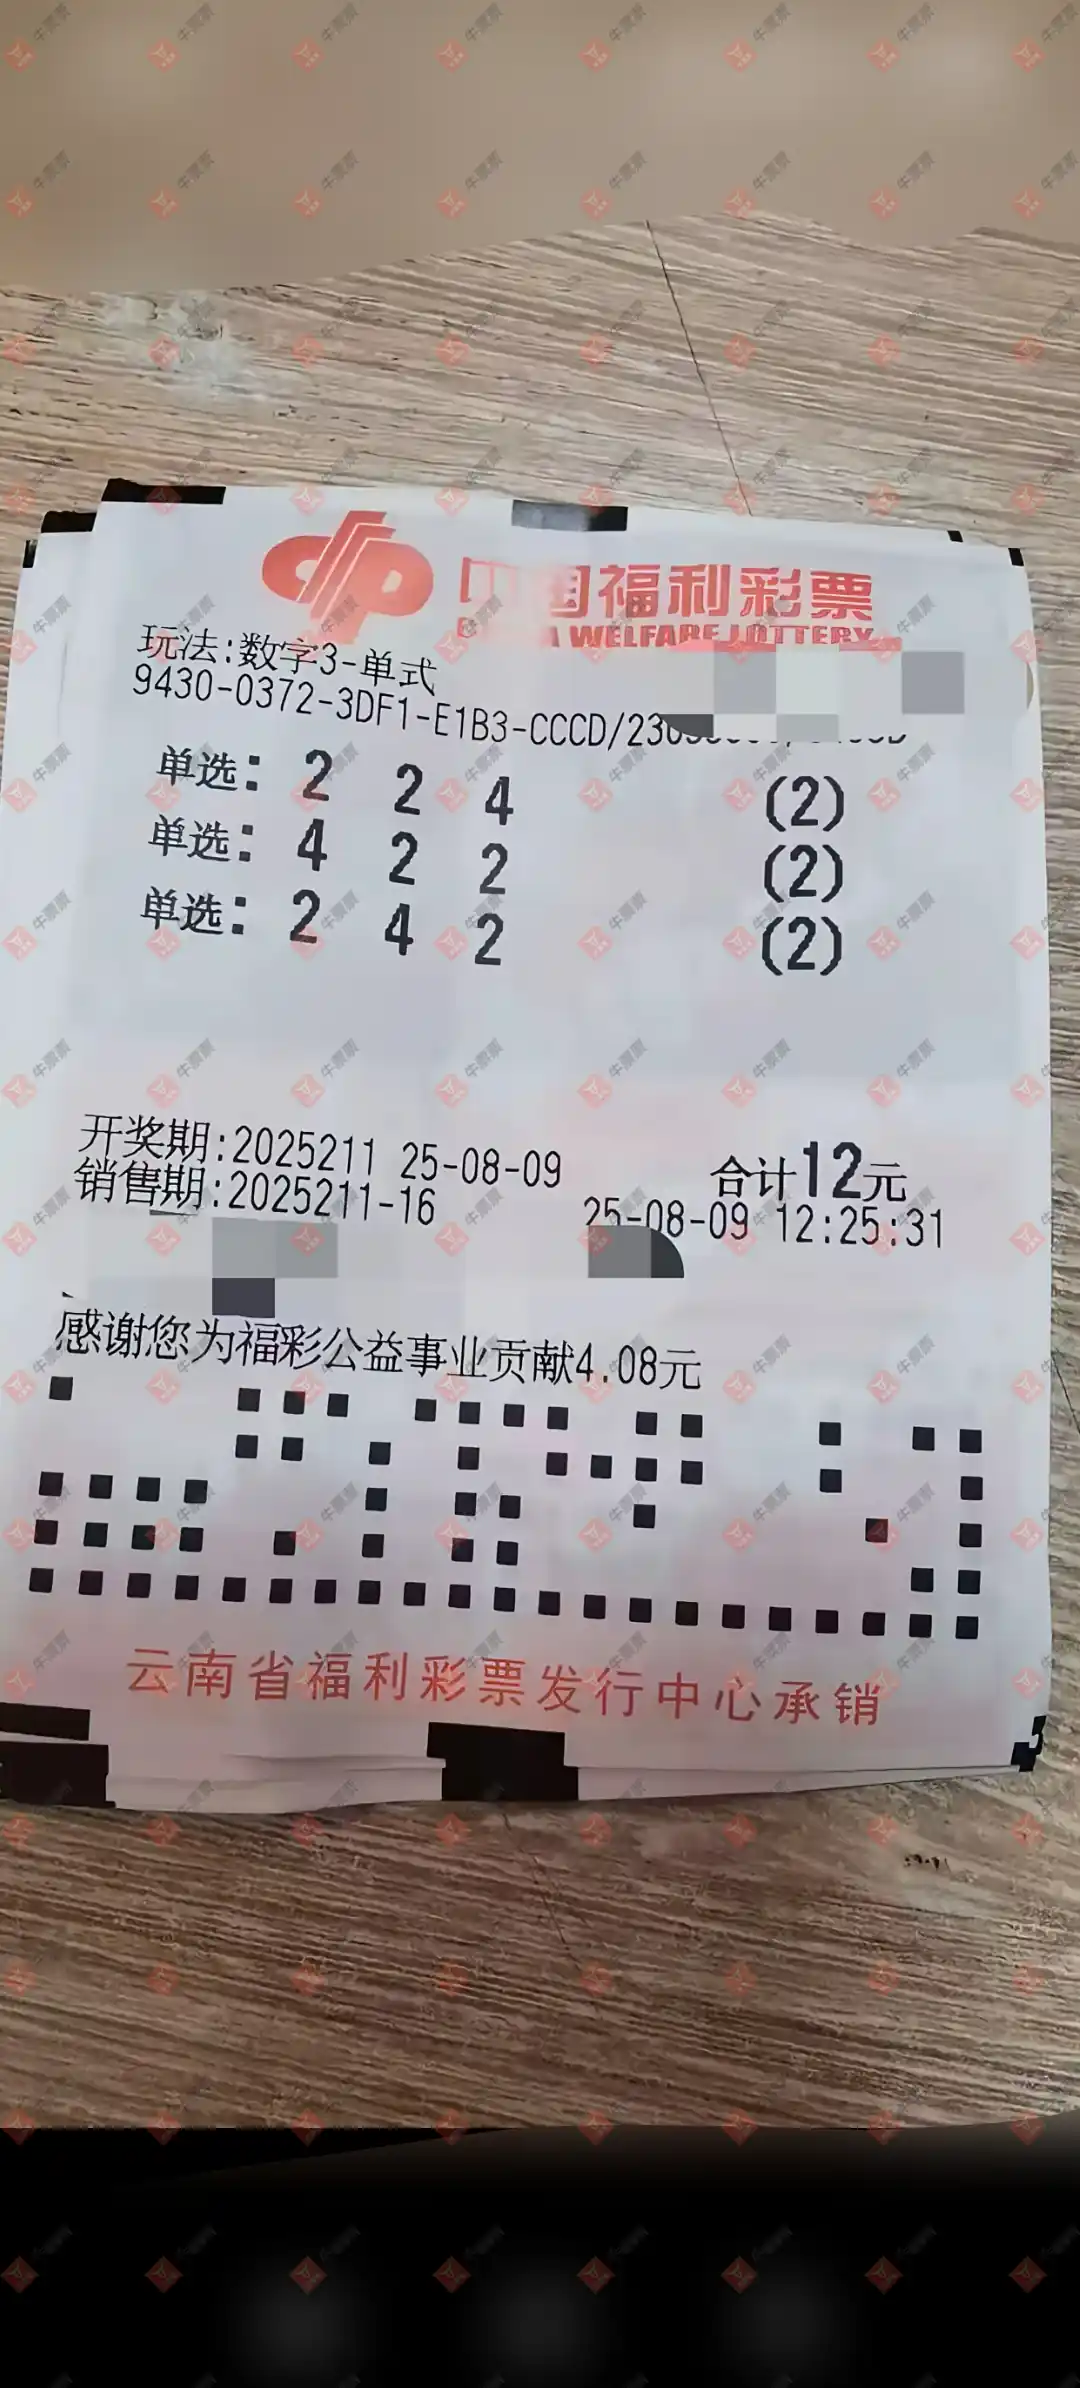 中国福利彩票
WELFARE LOTTERY
玩法:数字3-单式
9430-0372-3DF1-E1B3-CCCD/230
单选: 2 2 4 (2)
单选: 4 2 2 (2)
单选: 2 4 2 (2)
开奖期:2025211 25-08-09 合计12元
销售期:2025211-16 25-08-09 12:25:31
感谢您为福彩公益事业贡献4.08元
云南省福利彩票发行中心承销
牛票票